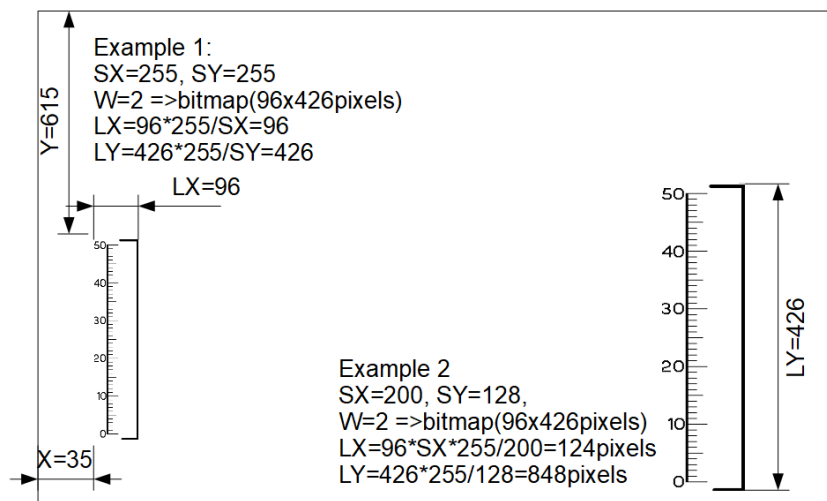 Example 1:
SX=255, SY=255
W=2 =>bitmap(96x426pixels)
LX=96*255/SX=96
LY=426*255/SY=426
Y=615
LX=96
50
40
30
20
10
0
X=35
50
40
30
20
10
0
LY=426
Example 2
SX=200, SY=128,
W=2 =>bitmap(96x426pixels)
LX=96*SX*255/200=124pixels
LY=426*255/128=848pixels